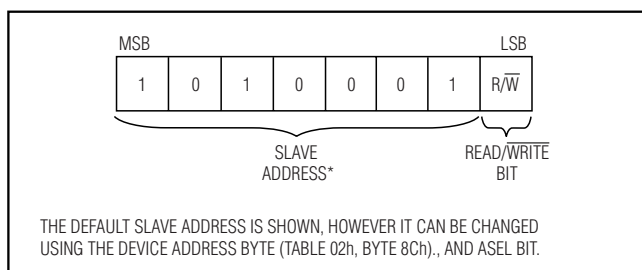 MSB LSB
1 0 1 0 0 0 1 R/W̅
SLAVE READ/W̅R̅I̅T̅E̅
ADDRESS* BIT
THE DEFAULT SLAVE ADDRESS IS SHOWN, HOWEVER IT CAN BE CHANGED
USING THE DEVICE ADDRESS BYTE (TABLE 02h, BYTE 8Ch)., AND ASEL BIT.